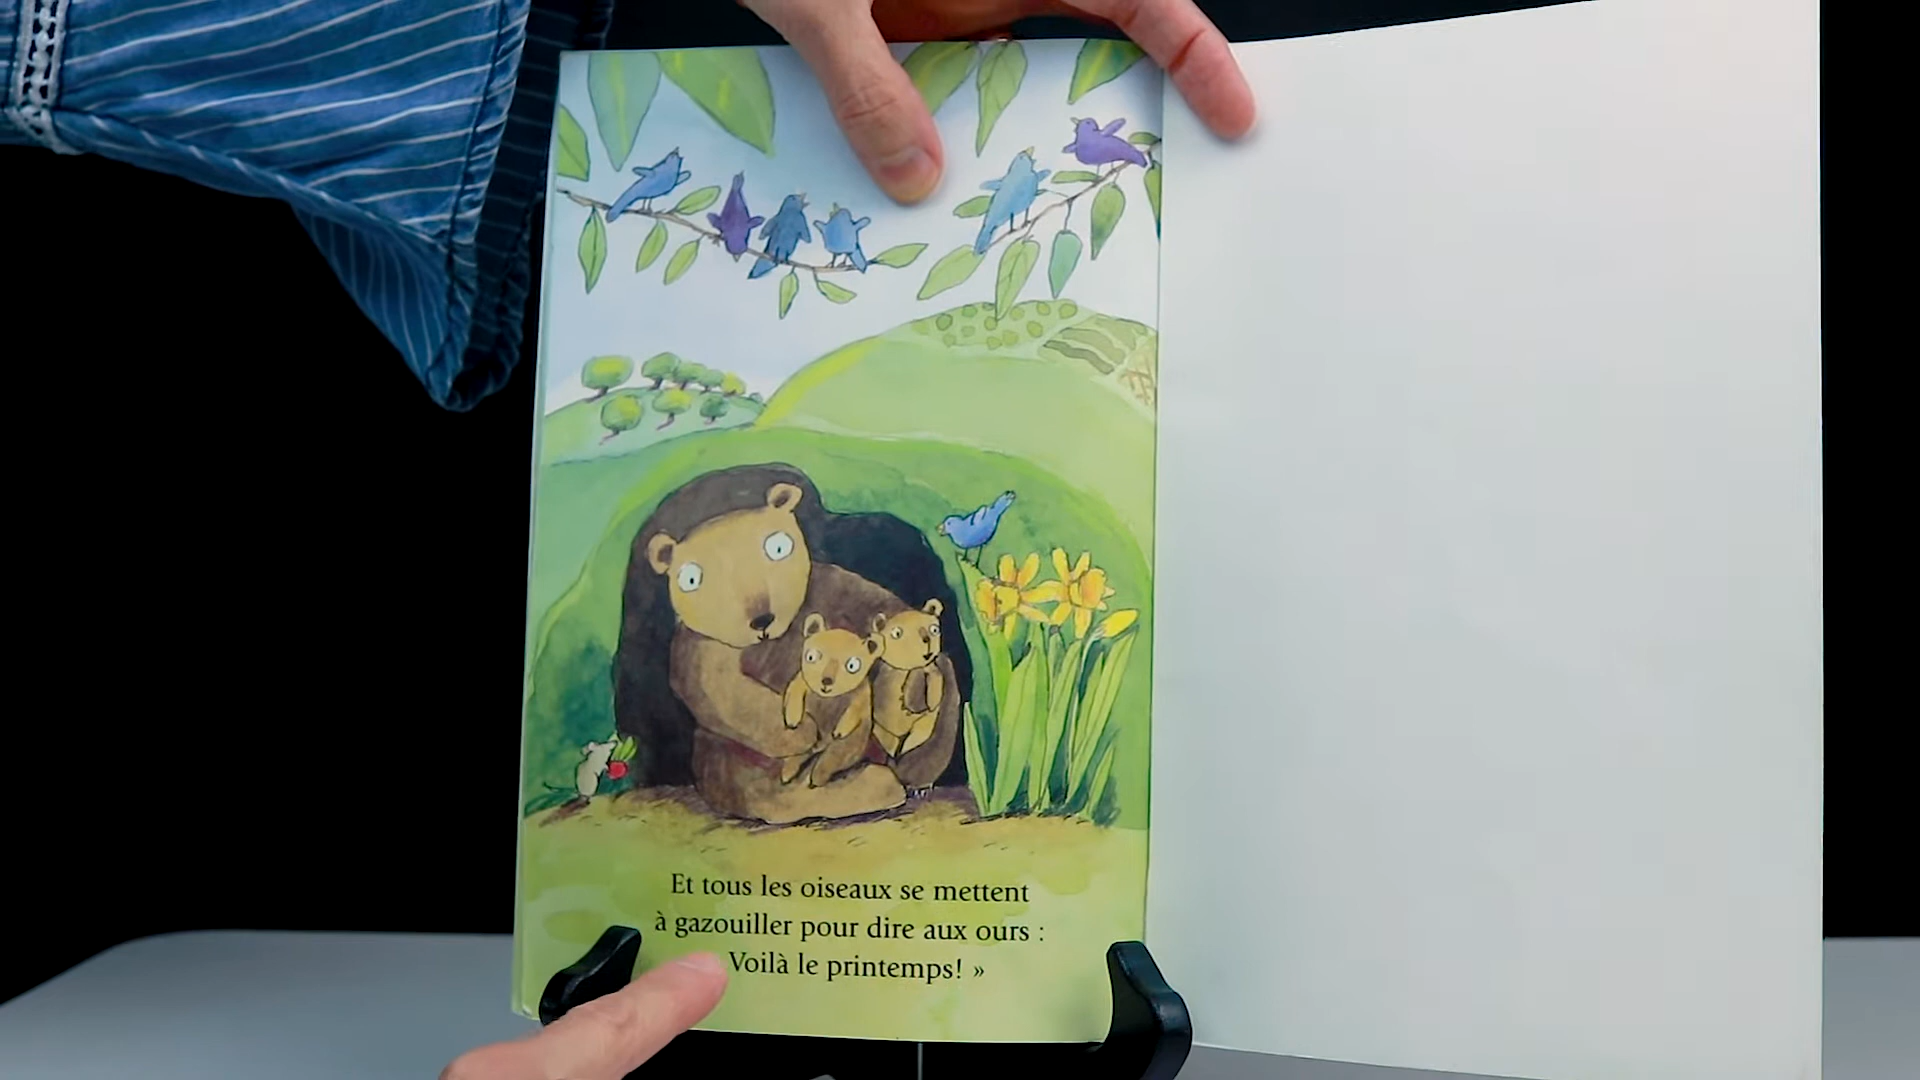 Et tous les oiseaux se mettent
à gazouiller pour dire aux ours :
Voilà le printemps! »